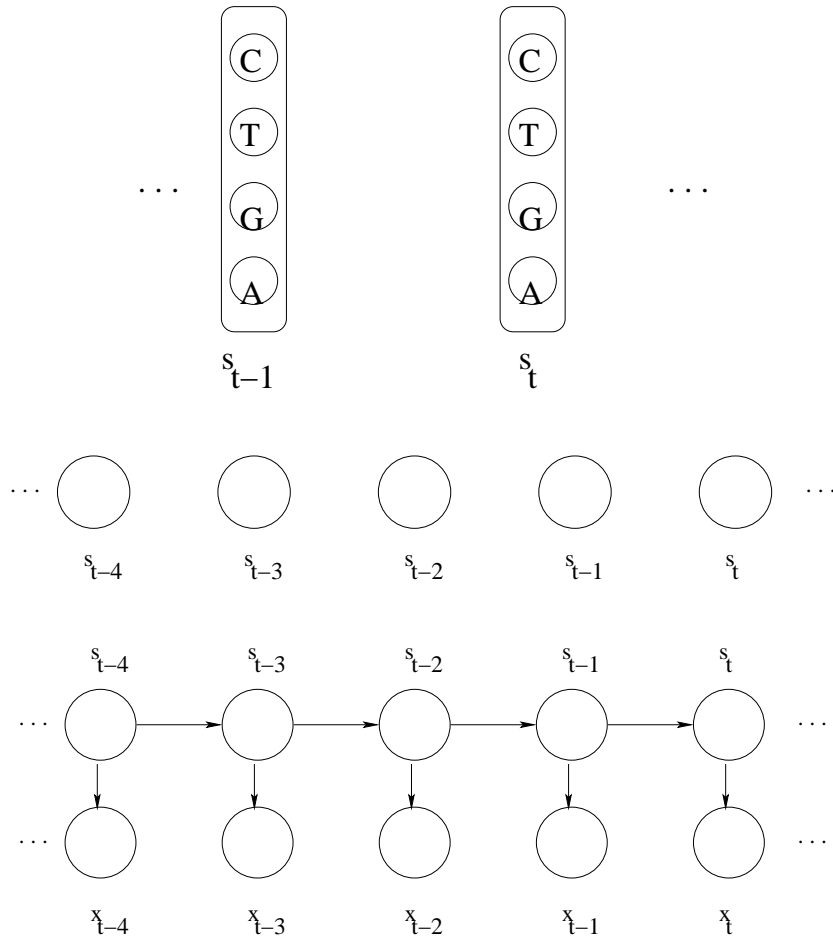 C C
T T
... ...
G G
A A
s_{t−1} s_t
... ...
s_{t−4} s_{t−3} s_{t−2} s_{t−1} s_t
s_{t−4} s_{t−3} s_{t−2} s_{t−1} s_t
... ...
... ...
x_{t−4} x_{t−3} x_{t−2} x_{t−1} x_t